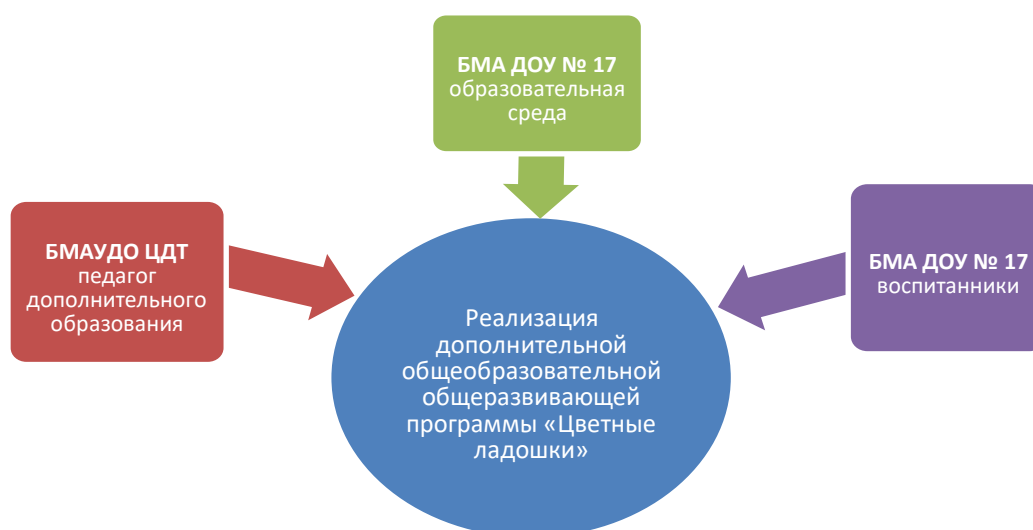 БМА ДОУ № 17
образовательная
среда
БМАУДО ЦДТ
педагог
дополнительного
образования
БМА ДОУ № 17
воспитанники
Реализация
дополнительной
общеобразовательной
общеразвивающей
программы «Цветные
ладошки»